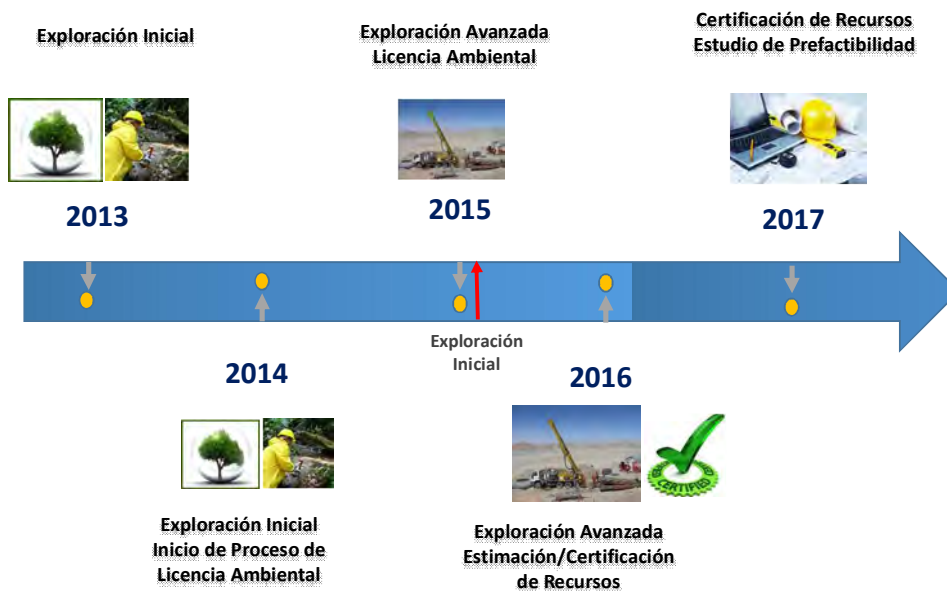 Exploración Inicial
2013
Exploración Avanzada
Licencia Ambiental
2015
Certificación de Recursos
Estudio de Prefactibilidad
2017
Exploración
Inicial
2014
Exploración Inicial
Inicio de Proceso de
Licencia Ambiental
2016
CERTIFIED
Exploración Avanzada
Estimación/Certificación
de Recursos